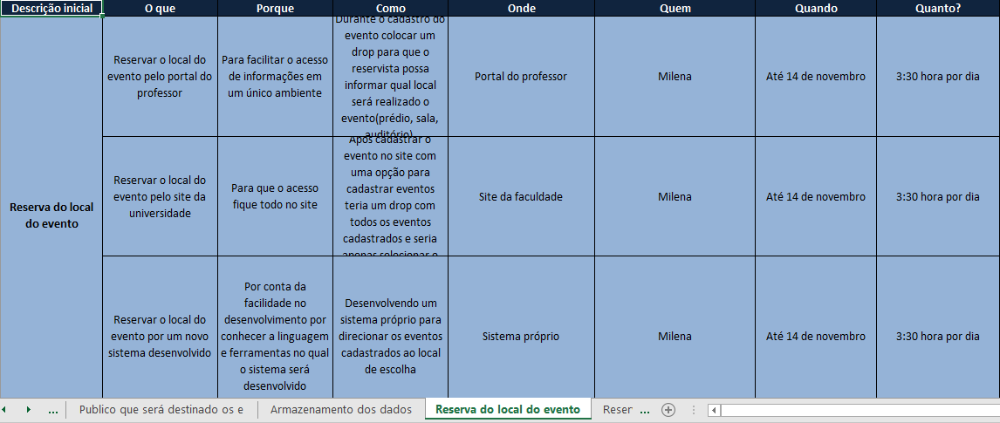 Descrição inicial
O que
Porque
Como
Onde
Quem
Quando
Quanto?
Reserva do local
do evento
Reservar o local do
evento pelo portal do
professor
Para facilitar o acesso
de informações em
um único ambiente
Durante o cadastro do
evento colocar um
drop para que o
reservista possa
informar qual local
será realizado o
evento(prédio, sala,
auditório)
Portal do professor
Milena
Até 14 de novembro
3:30 hora por dia
Reservar o local do
evento pelo site da
universidade
Para que o acesso
fique todo no site
Após cadastrar o
evento no site com
uma opção para
cadastrar eventos
teria um drop com
todos os eventos
cadastrados e seria
apenas selecionar o
Site da faculdade
Milena
Até 14 de novembro
3:30 hora por dia
Reservar o local do
evento por um novo
sistema desenvolvido
Por conta da
facilidade no
desenvolvimento por
conhecer a linguagem
e ferramentas no qual
o sistema será
desenvolvido
Desenvolvendo um
sistema próprio para
direcionar os eventos
cadastrados ao local
de escolha
Sistema próprio
Milena
Até 14 de novembro
3:30 hora por dia
... Publico que será destinado os e Armazenamento dos dados Reserva do local do evento Reser ...